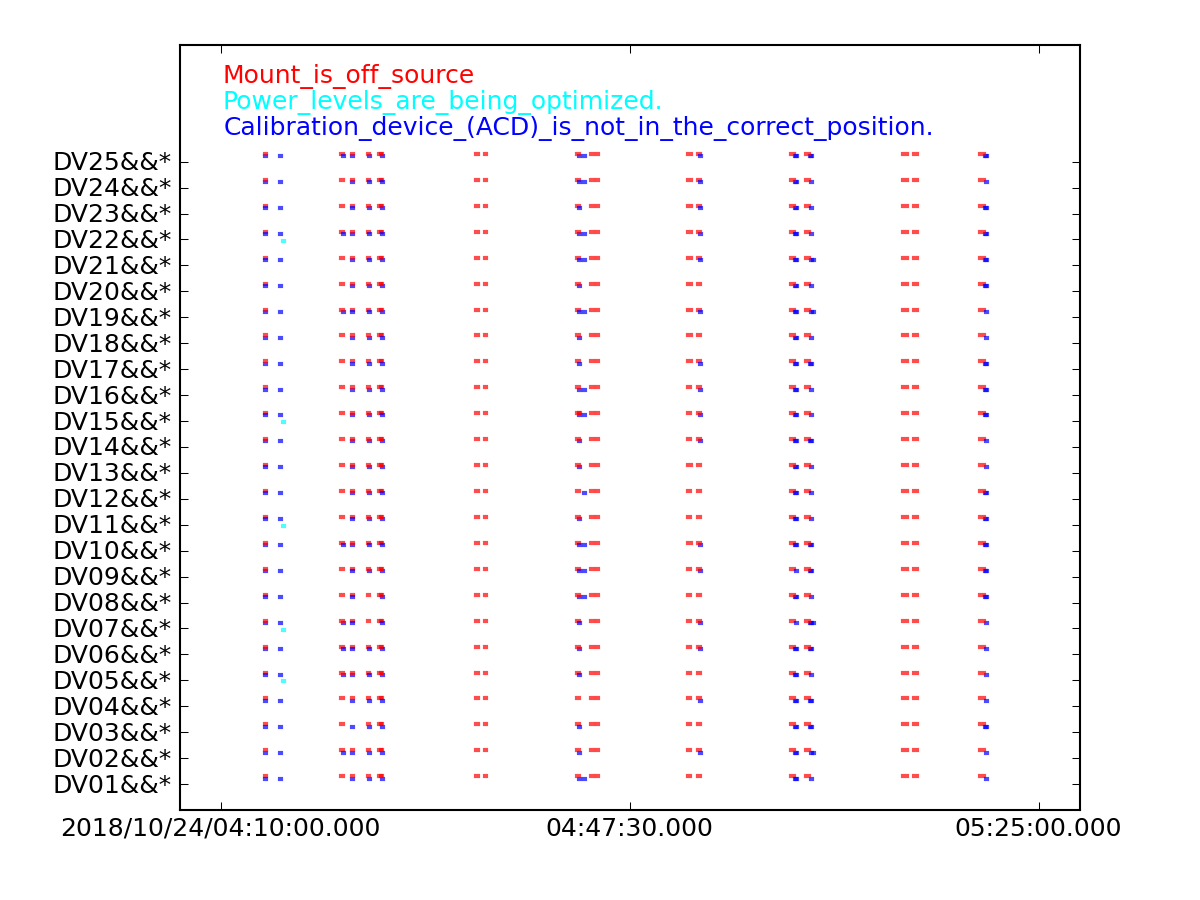 Mount_is_off_source
Power_levels_are_being_optimized.
Calibration_device_(ACD)_is_not_in_the_correct_position.
DV25&&*
DV24&&*
DV23&&*
DV22&&*
DV21&&*
DV20&&*
DV19&&*
DV18&&*
DV17&&*
DV16&&*
DV15&&*
DV14&&*
DV13&&*
DV12&&*
DV11&&*
DV10&&*
DV09&&*
DV08&&*
DV07&&*
DV06&&*
DV05&&*
DV04&&*
DV03&&*
DV02&&*
DV01&&*
2018/10/24/04:10:00.000 04:47:30.000 05:25:00.000